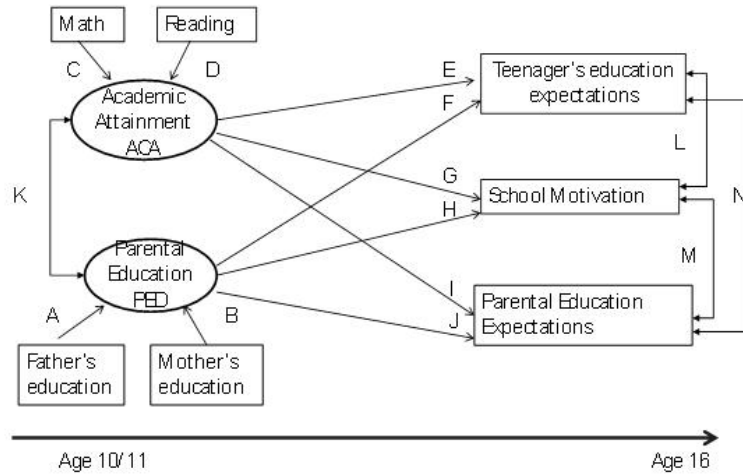 Math
Reading
C
D
Academic
Attainment
ACA
E
F
Teenager's education
expectations
L
K
G
H
School Motivation
N
M
Parental
Education
PED
I
J
Parental Education
Expectations
A
B
Father's
education
Mother's
education
Age 10/11
Age 16